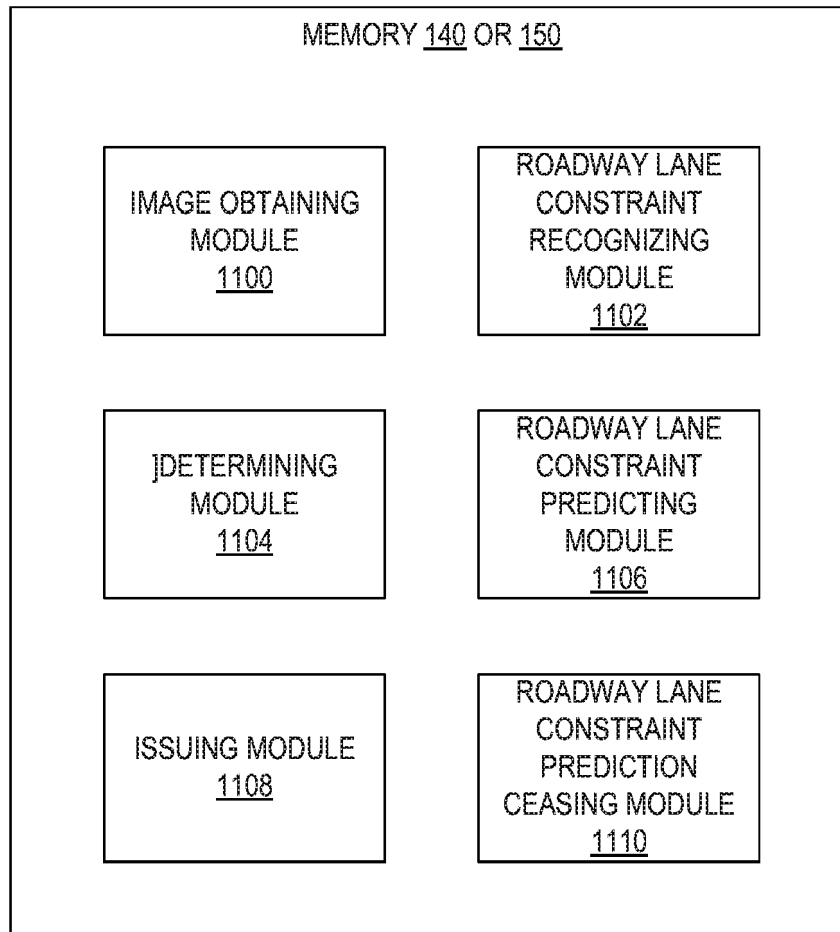 MEMORY 140 OR 150
IMAGE OBTAINING
MODULE
1100
ROADWAY LANE
CONSTRAINT
RECOGNIZING
MODULE
1102
]DETERMINING
MODULE
1104
ROADWAY LANE
CONSTRAINT
PREDICTING
MODULE
1106
ISSUING MODULE
1108
ROADWAY LANE
CONSTRAINT
PREDICTION
CEASING MODULE
1110